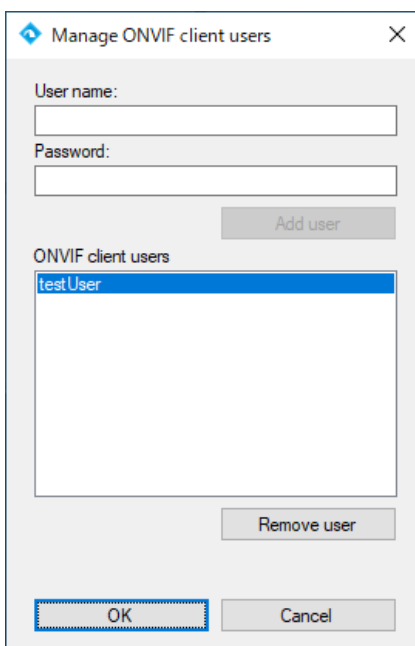 Manage ONVIF client users
User name:
Password:
Add user
ONVIF client users
testUser
Remove user
OK Cancel